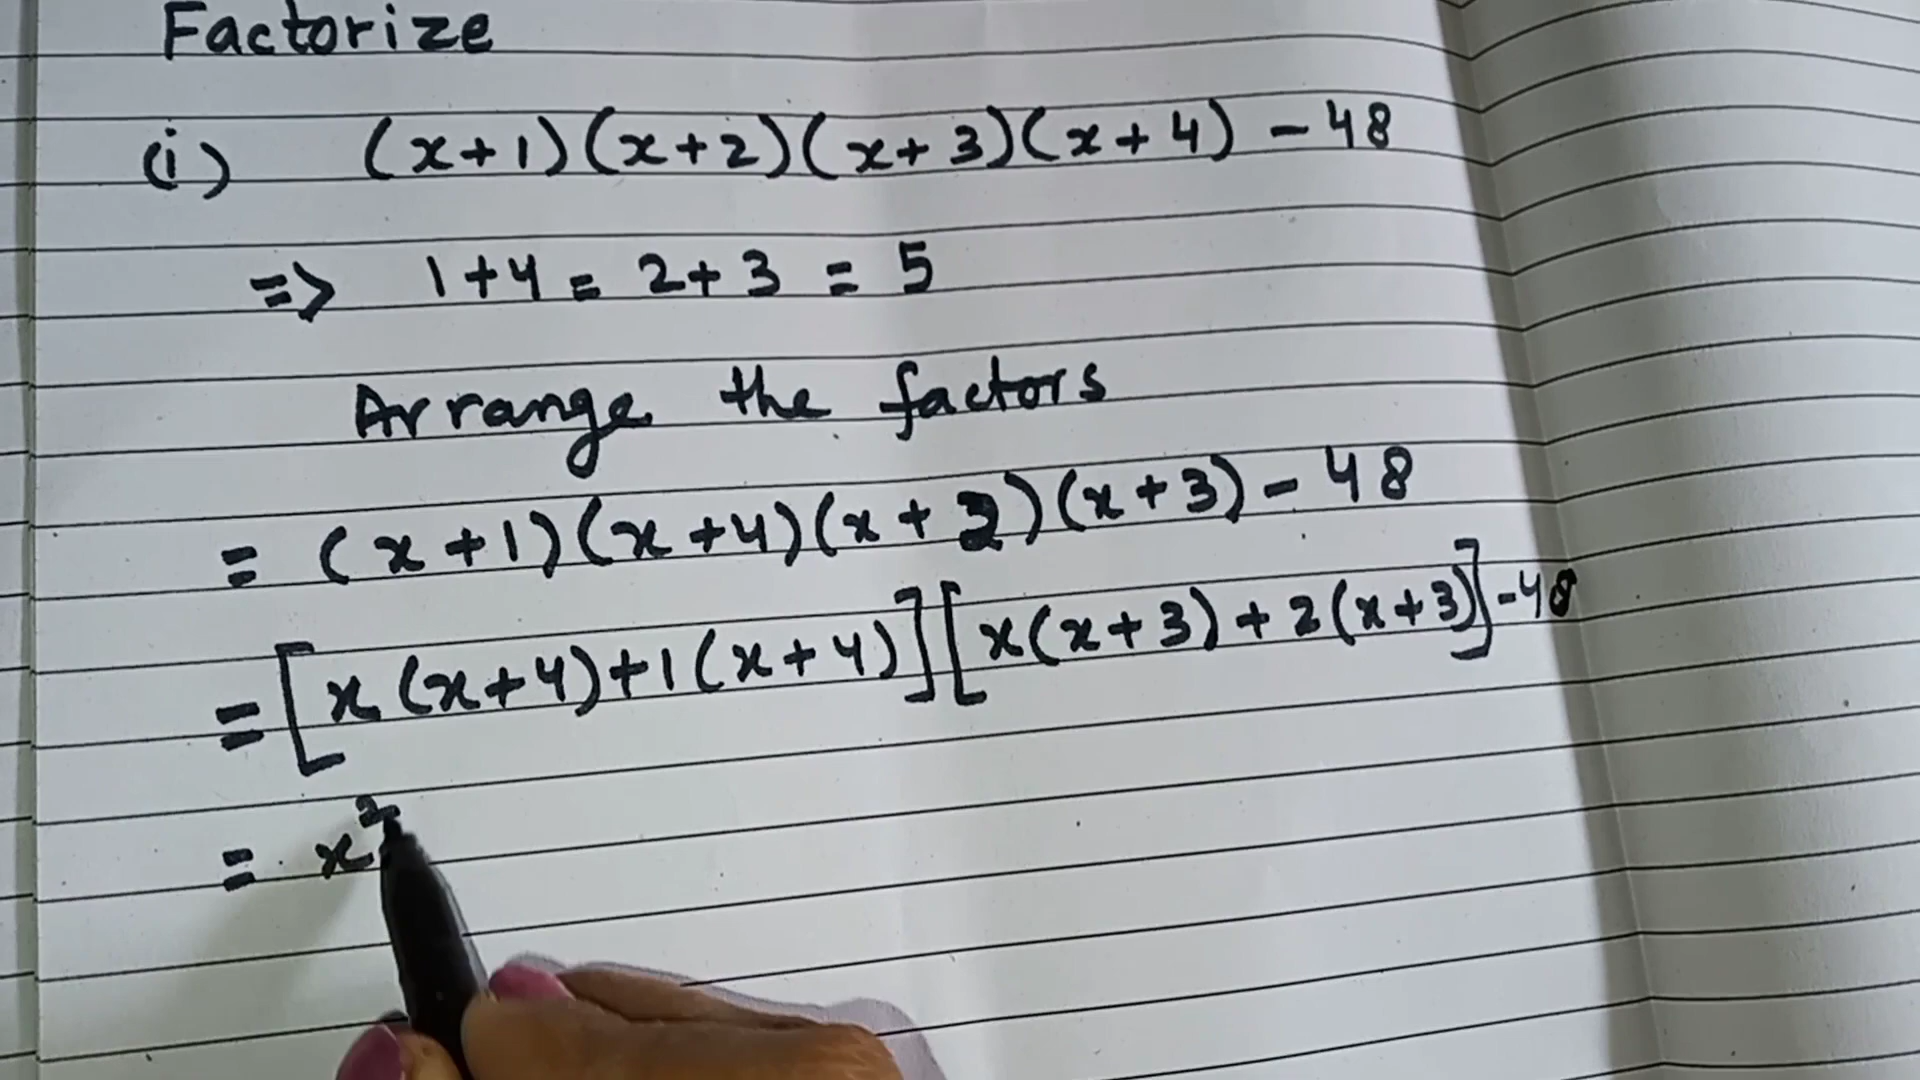 Factorize
(i) (x+1)(x+2)(x+3)(x+4) - 48
=> 1+4 = 2+3 = 5
Arrange the factors
= (x+1)(x+4)(x+2)(x+3) - 48
= [x(x+4)+1(x+4)][x(x+3)+2(x+3)] -48
= x²